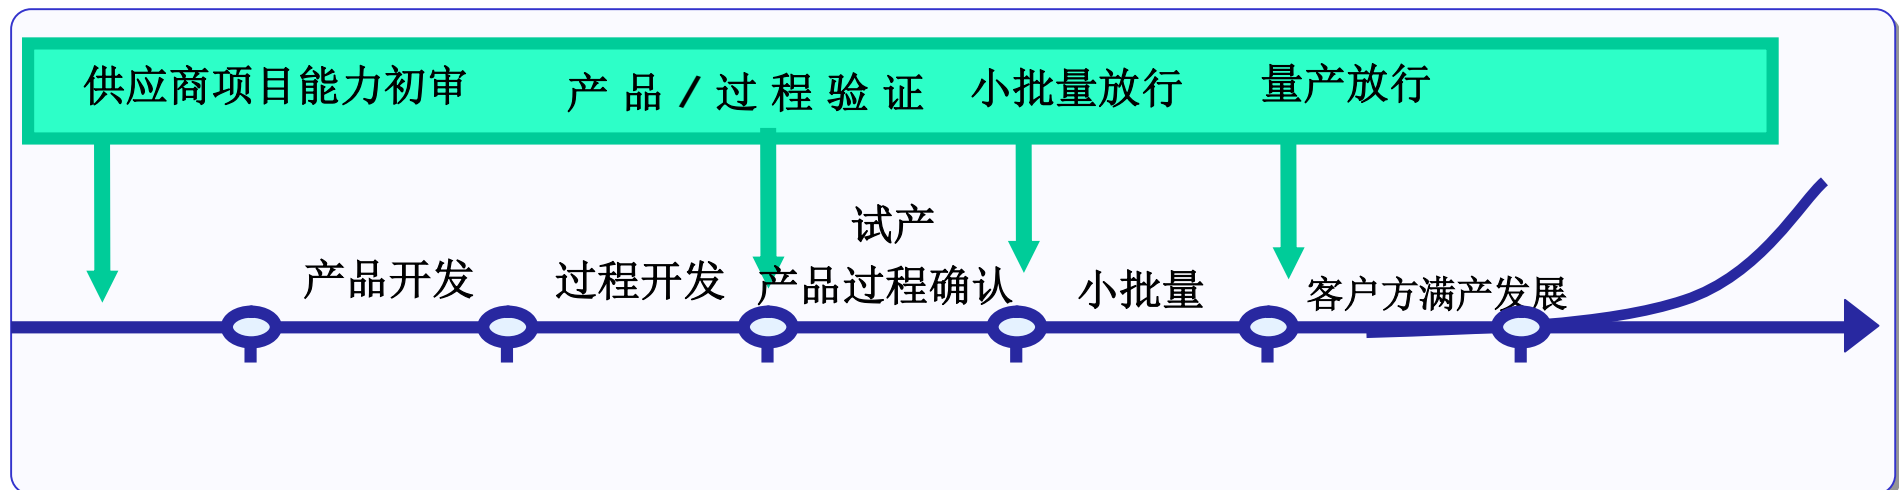 供应商项目能力初审
产品/过程验证
小批量放行
量产放行
试产
产品开发
过程开发
产品过程确认
小批量
客户方满产发展